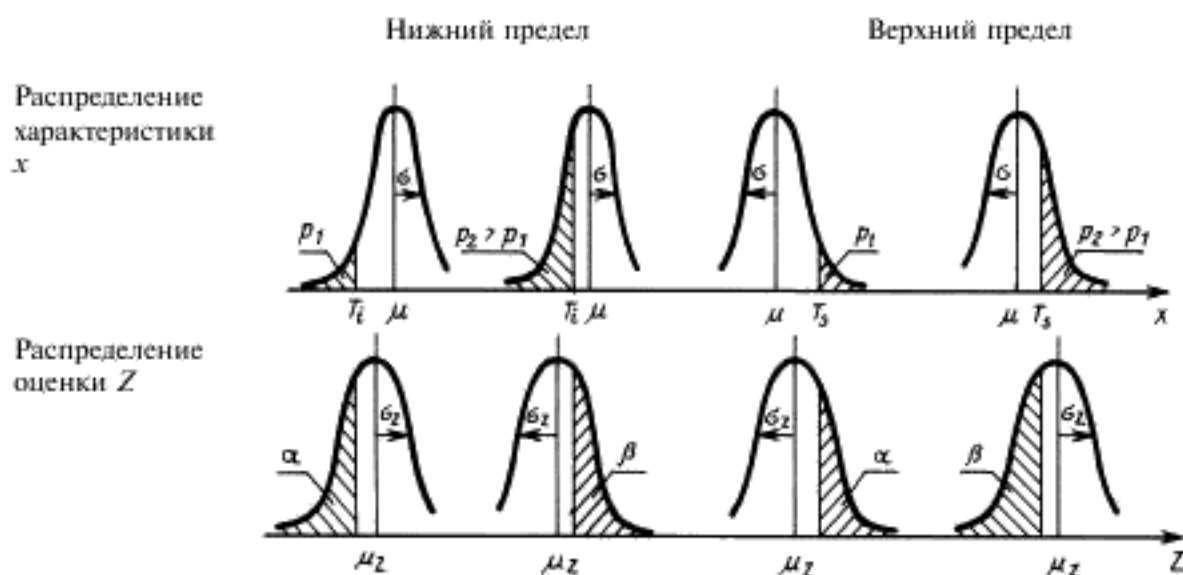 Нижний предел
Верхний предел
Распределение
характеристики
x
σ
σ
σ
σ
p₁
p₂ > p₁
p₁
p₂ > p₁
Tᵢ μ
Tᵢ μ
μ Tₛ
μ Tₛ
x
Распределение
оценки Z
σz
σz
σz
σz
α
β
α
β
μz
μz
μz
μz
Z